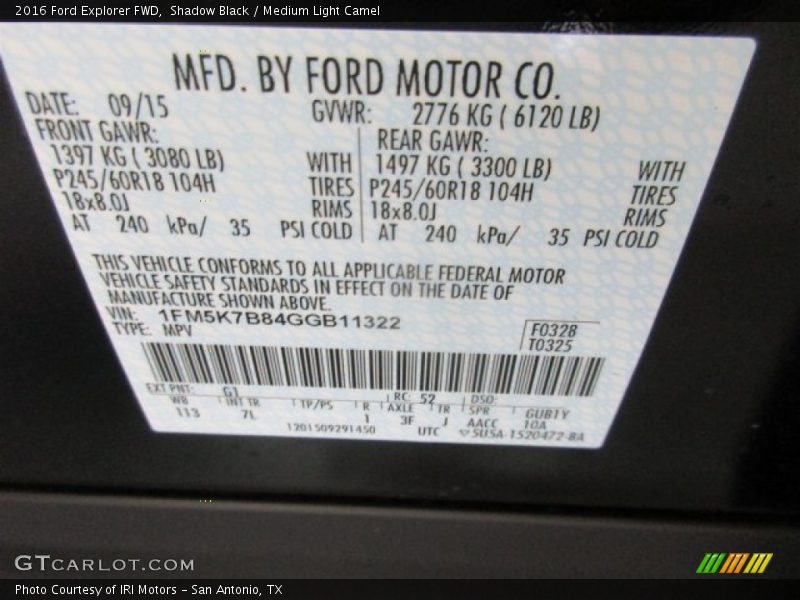 2016 Ford Explorer FWD,  Shadow Black / Medium Light Camel
MFD. BY FORD MOTOR CO.
DATE: 09/15 GVWR: 2776 KG ( 6120 LB)
FRONT GAWR: REAR GAWR:
1397 KG ( 3080 LB) WITH 1497 KG ( 3300 LB) WITH
P245/60R18 104H TIRES P245/60R18 104H TIRES
18x8.0J RIMS 18x8.0J RIMS
AT 240 kPa/ 35 PSI COLD AT 240 kPa/ 35 PSI COLD
THIS VEHICLE CONFORMS TO ALL APPLICABLE FEDERAL MOTOR
VEHICLE SAFETY STANDARDS IN EFFECT ON THE DATE OF
MANUFACTURE SHOWN ABOVE.
VIN: 1FM5K7B84GGB11322 F0328
TYPE: MPV T0325
EXT PNT: G1 RC: 52 DSO:
WB INT TR TP/PS R AXLE TR SPR GUB1Y
113 7L 1 3F J AACC 10A
1201509291450 UTC 5U5A-1520472-BA
GTCARLOT.COM
Photo Courtesy of IRI Motors – San Antonio, TX